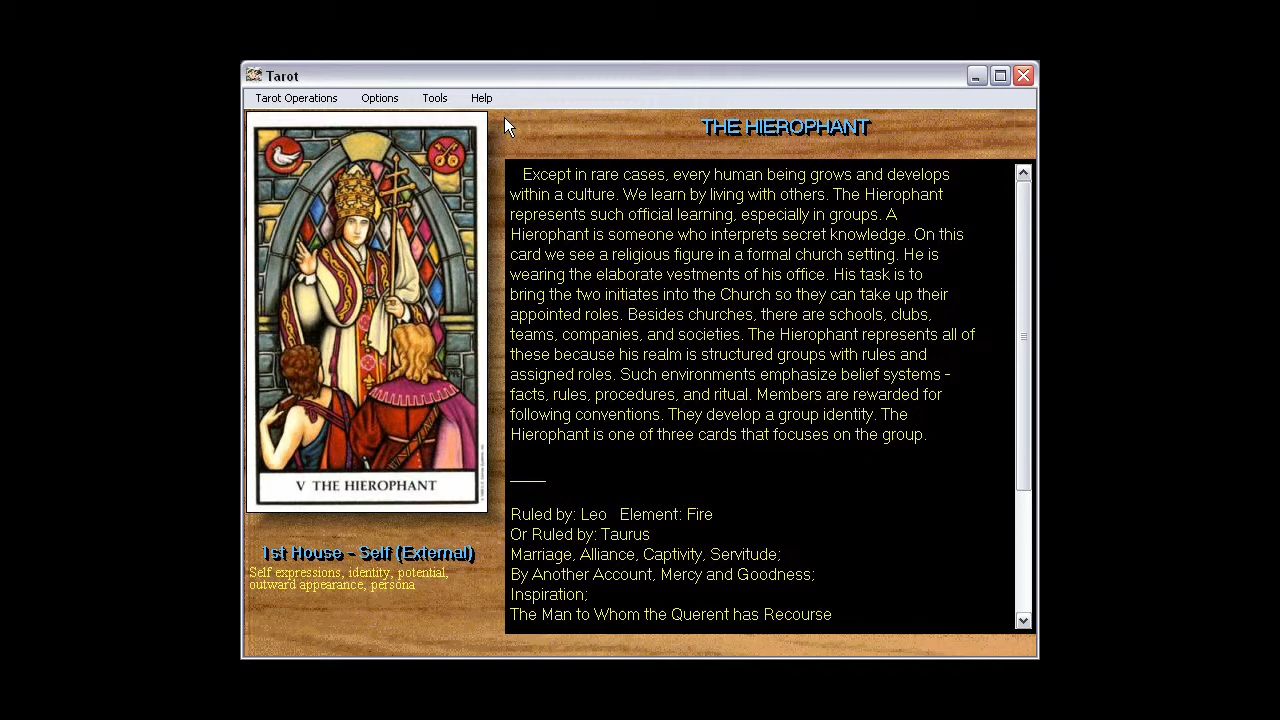 Tarot
Tarot Operations Options Tools Help
THE HIEROPHANT
Except in rare cases, every human being grows and develops
within a culture. We learn by living with others. The Hierophant
represents such official learning, especially in groups. A
Hierophant is someone who interprets secret knowledge. On this
card we see a religious figure in a formal church setting. He is
wearing the elaborate vestments of his office. His task is to
bring the two initiates into the Church so they can take up their
appointed roles. Besides churches, there are schools, clubs,
teams, companies, and societies. The Hierophant represents all of
these because his realm is structured groups with rules and
assigned roles. Such environments emphasize belief systems -
facts, rules, procedures, and ritual. Members are rewarded for
following conventions. They develop a group identity. The
Hierophant is one of three cards that focuses on the group.
Ruled by: Leo Element: Fire
Or Ruled by: Taurus
Marriage, Alliance, Captivity, Servitude;
By Another Account, Mercy and Goodness;
Inspiration;
The Man to Whom the Querent has Recourse
V THE HIEROPHANT
1st House - Self (External)
Self expressions, identity, potential,
outward appearance, persona